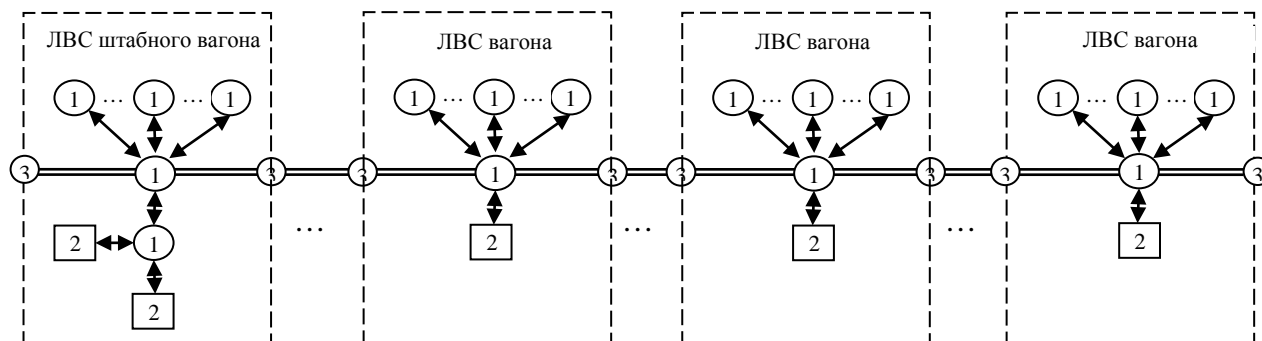 ЛВС штабного вагона ЛВС вагона ЛВС вагона ЛВС вагона
1 … 1 … 1 1 … 1 … 1 1 … 1 … 1 1 … 1 … 1
3 1 3 3 1 3 3 1 3 3 1 3
2 1 … 2 … 2 … 2
2